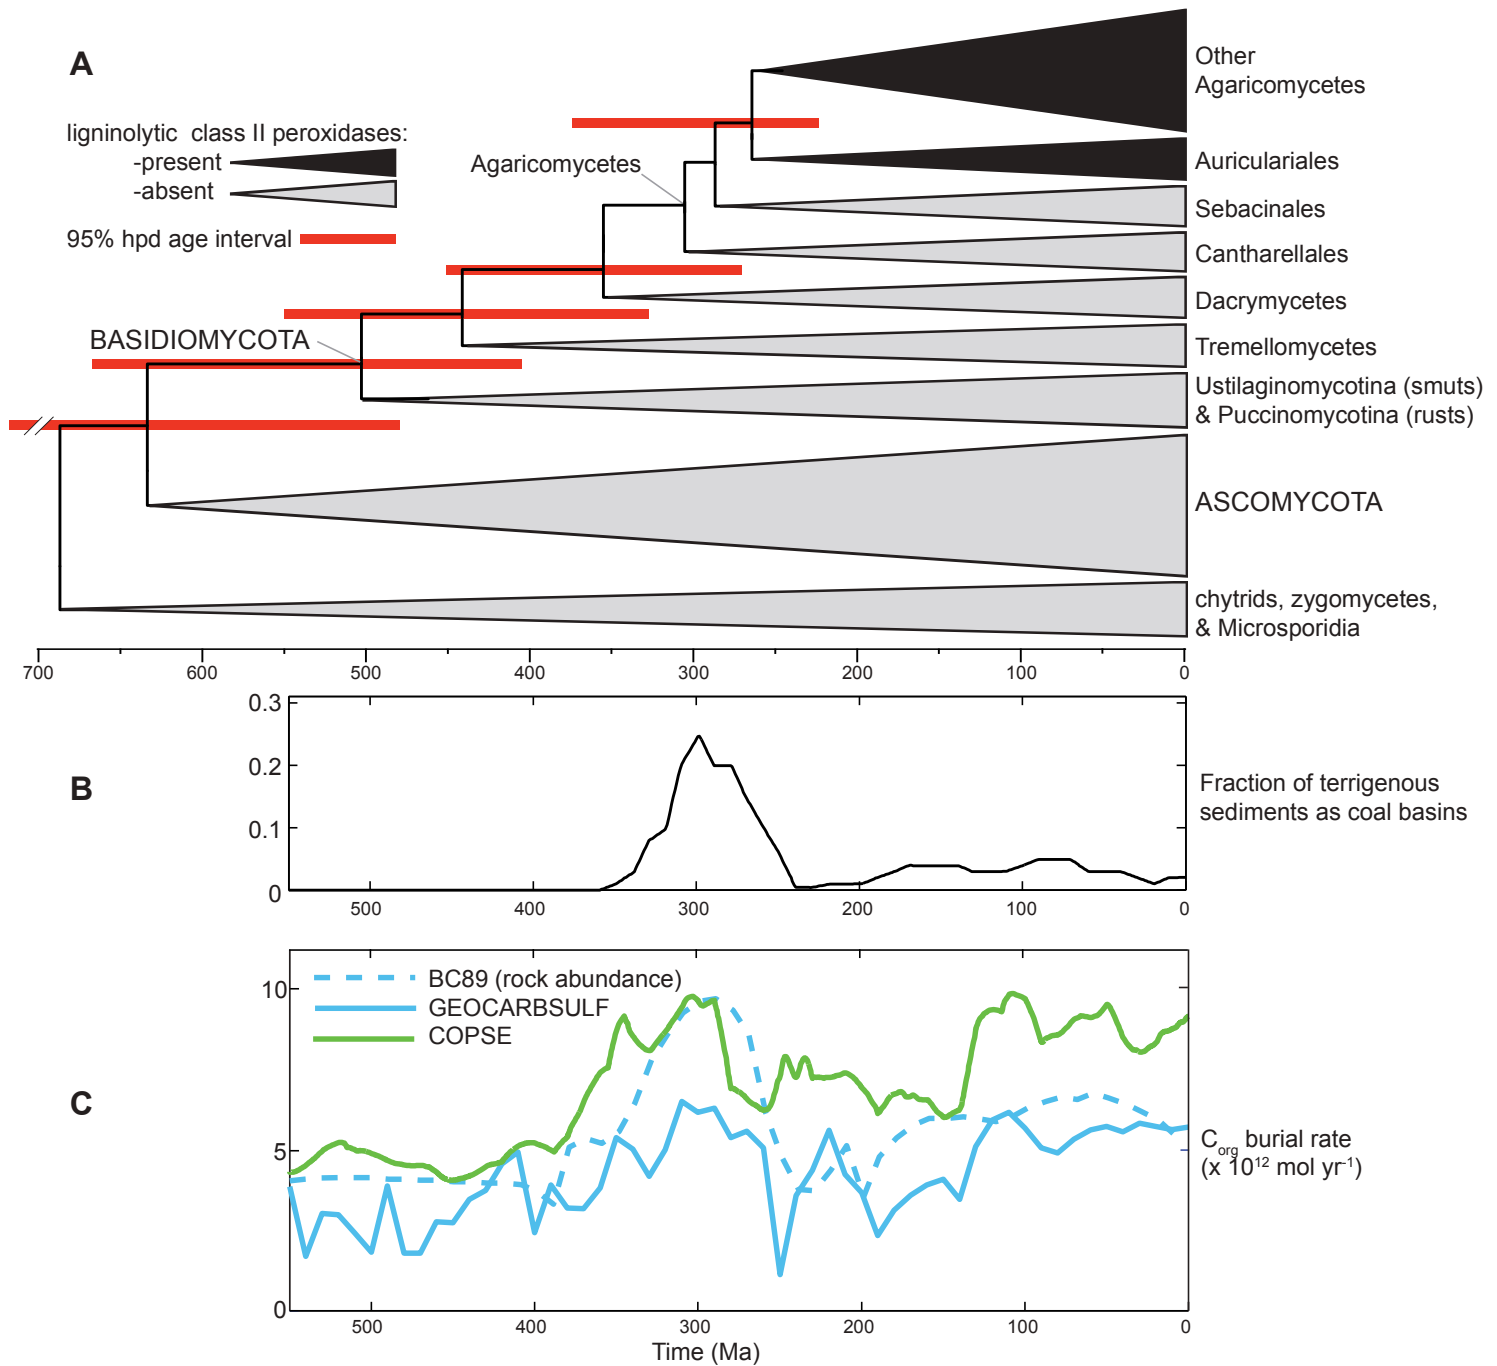 A
ligninolytic class II peroxidases:
-present
-absent
95% hpd age interval
Agaricomycetes
BASIDIOMYCOTA
Other
Agaricomycetes
Auriculariales
Sebacinales
Cantharellales
Dacrymycetes
Tremellomycetes
Ustilaginomycotina (smuts)
& Puccinomycotina (rusts)
ASCOMYCOTA
chytrids, zygomycetes,
& Microsporidia
700 600 500 400 300 200 100 0
B
0.3
0.2
0.1
0
500 400 300 200 100 0
Fraction of terrigenous
sediments as coal basins
C
BC89 (rock abundance)
GEOCARBSULF
COPSE
10
5
0
500 400 300 200 100 0
Time (Ma)
Corg burial rate
(x 10¹² mol yr⁻¹)